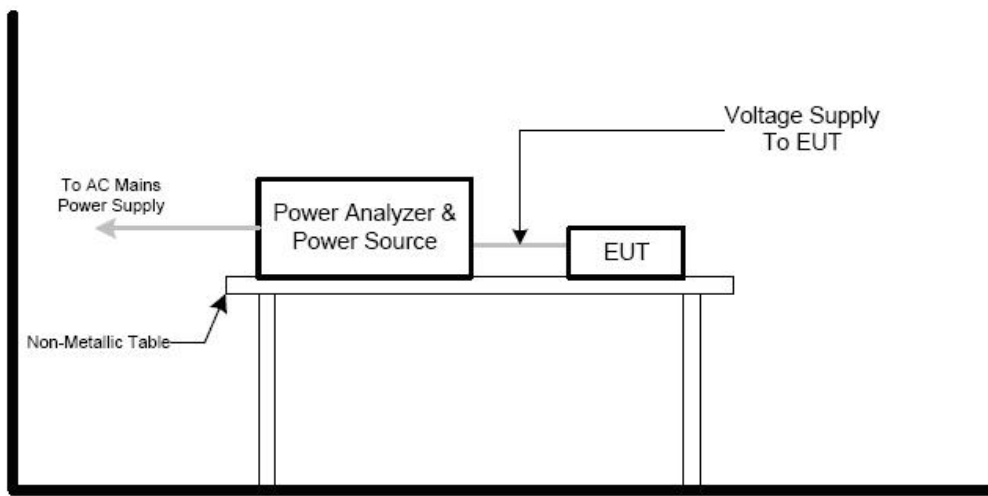 Voltage Supply
To EUT
To AC Mains
Power Supply
Power Analyzer &
Power Source
EUT
Non-Metallic Table